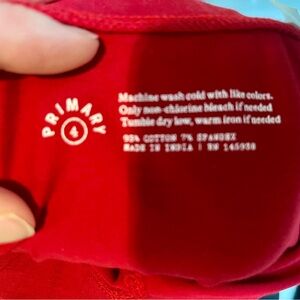 PRIMARY
4
Machine wash cold with like colors.
Only non-chlorine bleach if needed
Tumble dry low, warm iron if needed
93% COTTON 7% SPANDEX
MADE IN INDIA | RN 145930